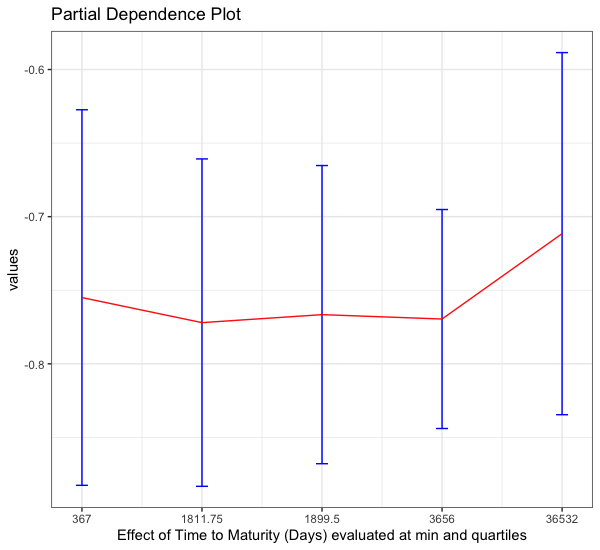 Partial Dependence Plot
-0.6
-0.7
-0.8
values
367 1811.75 1899.5 3656 36532
Effect of Time to Maturity (Days) evaluated at min and quartiles